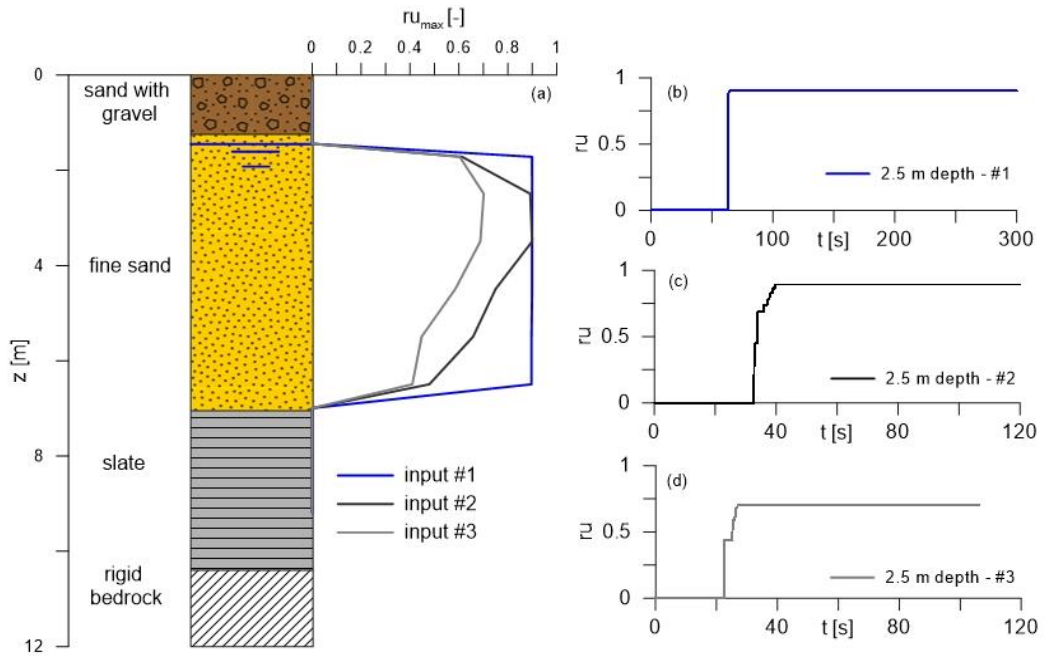 ru_max [-]
0 0.2 0.4 0.6 0.8 1
(a)
0
4
8
12
z [m]
sand with
gravel
fine sand
slate
rigid
bedrock
input #1
input #2
input #3
(b)
1
0.5
0
ru
0 100 200 300
t [s]
2.5 m depth - #1
(c)
1
0.5
0
ru
0 40 80 120
t [s]
2.5 m depth - #2
(d)
1
0.5
0
ru
0 40 80 120
t [s]
2.5 m depth - #3